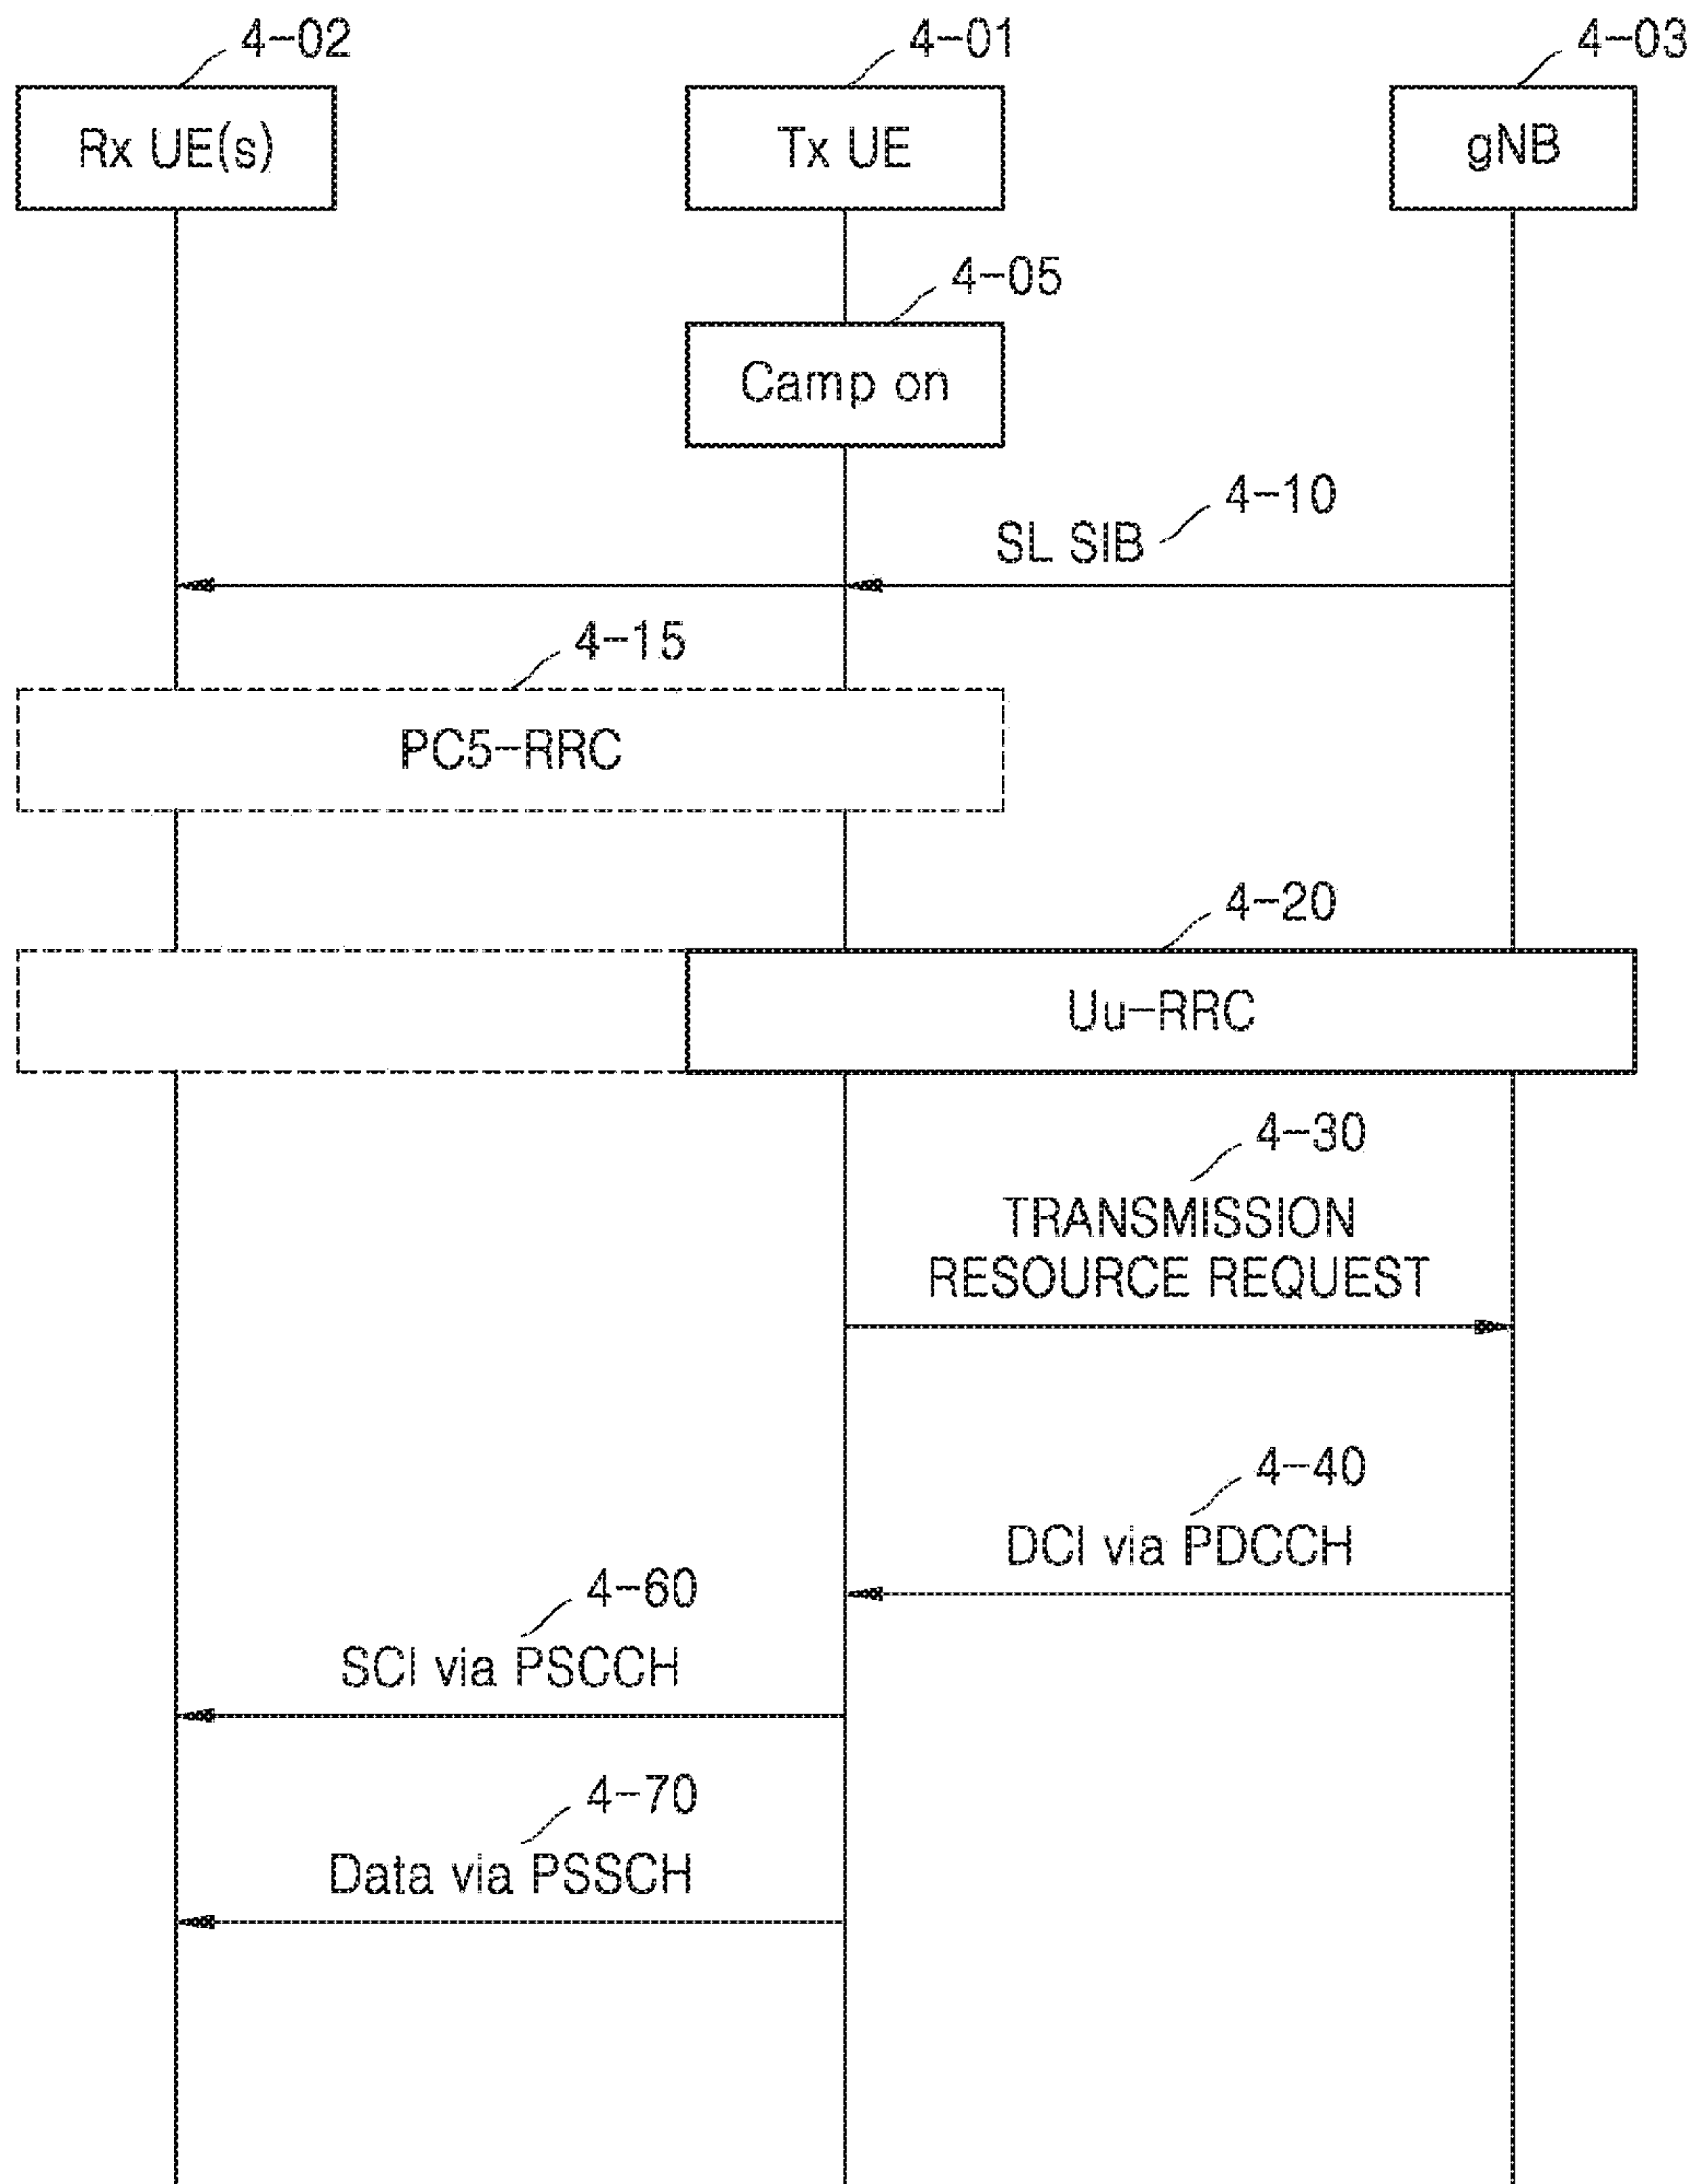 4-02
4-01
4-03
Rx UE(s)
Tx UE
gNB
4-05
Camp on
4-10
SL SIB
4-15
PC5-RRC
4-20
Uu-RRC
4-30
TRANSMISSION
RESOURCE REQUEST
4-40
DCI via PDCCH
4-60
SCI via PSCCH
4-70
Data via PSSCH